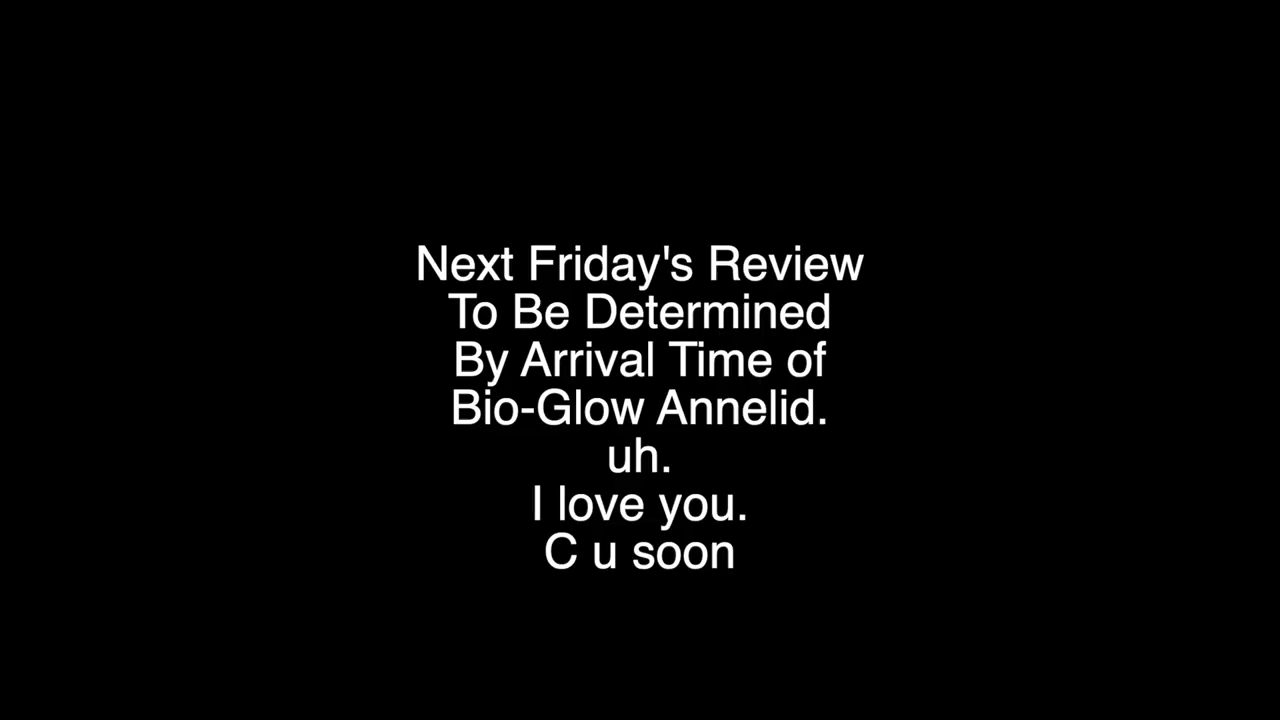 Next Friday's Review
To Be Determined
By Arrival Time of
Bio-Glow Annelid.
uh.
I love you.
C u soon